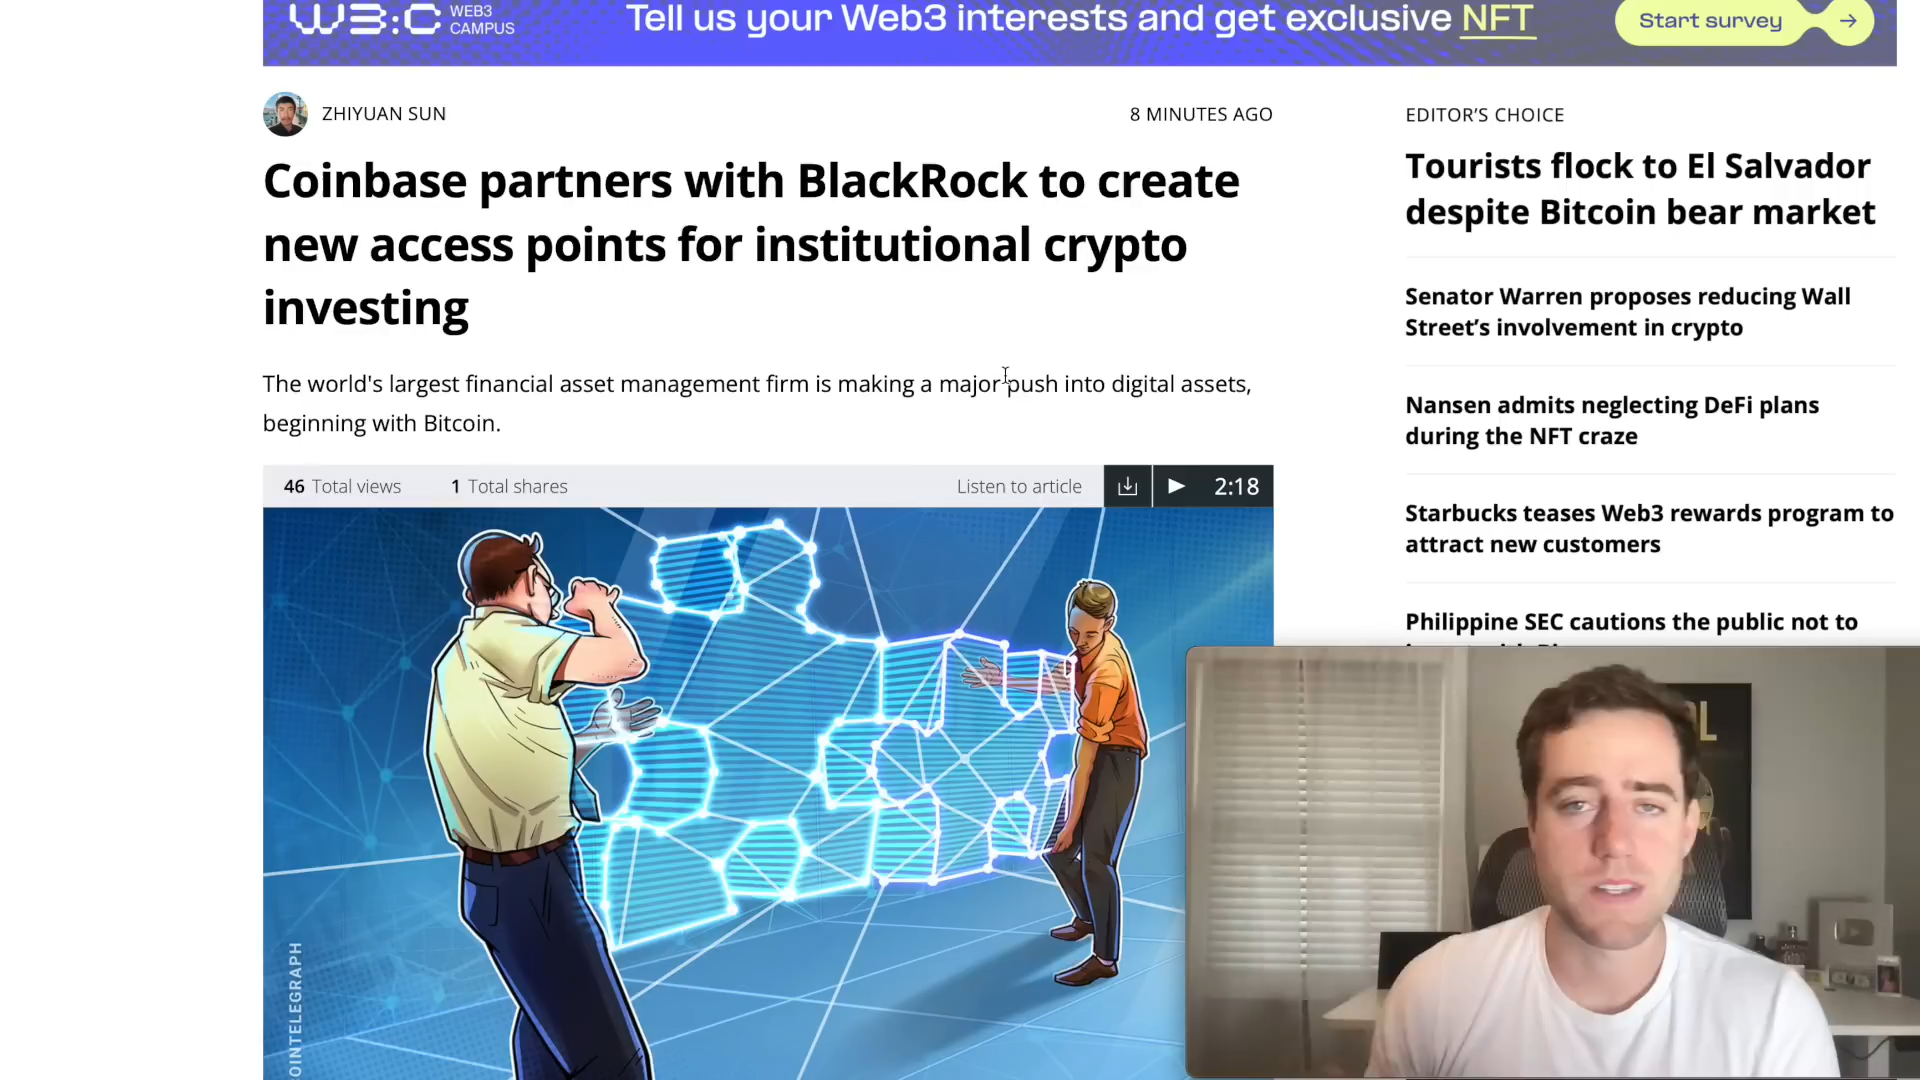 W3:C WEB3
CAMPUS
Tell us your Web3 interests and get exclusive NFT
Start survey
ZHIYUAN SUN
8 MINUTES AGO
Coinbase partners with BlackRock to create
new access points for institutional crypto
investing
The world's largest financial asset management firm is making a major push into digital assets,
beginning with Bitcoin.
46 Total views
1 Total shares
Listen to article
2:18
OINTELEGRAPH
EDITOR'S CHOICE
Tourists flock to El Salvador
despite Bitcoin bear market
Senator Warren proposes reducing Wall
Street's involvement in crypto
Nansen admits neglecting DeFi plans
during the NFT craze
Starbucks teases Web3 rewards program to
attract new customers
Philippine SEC cautions the public not to